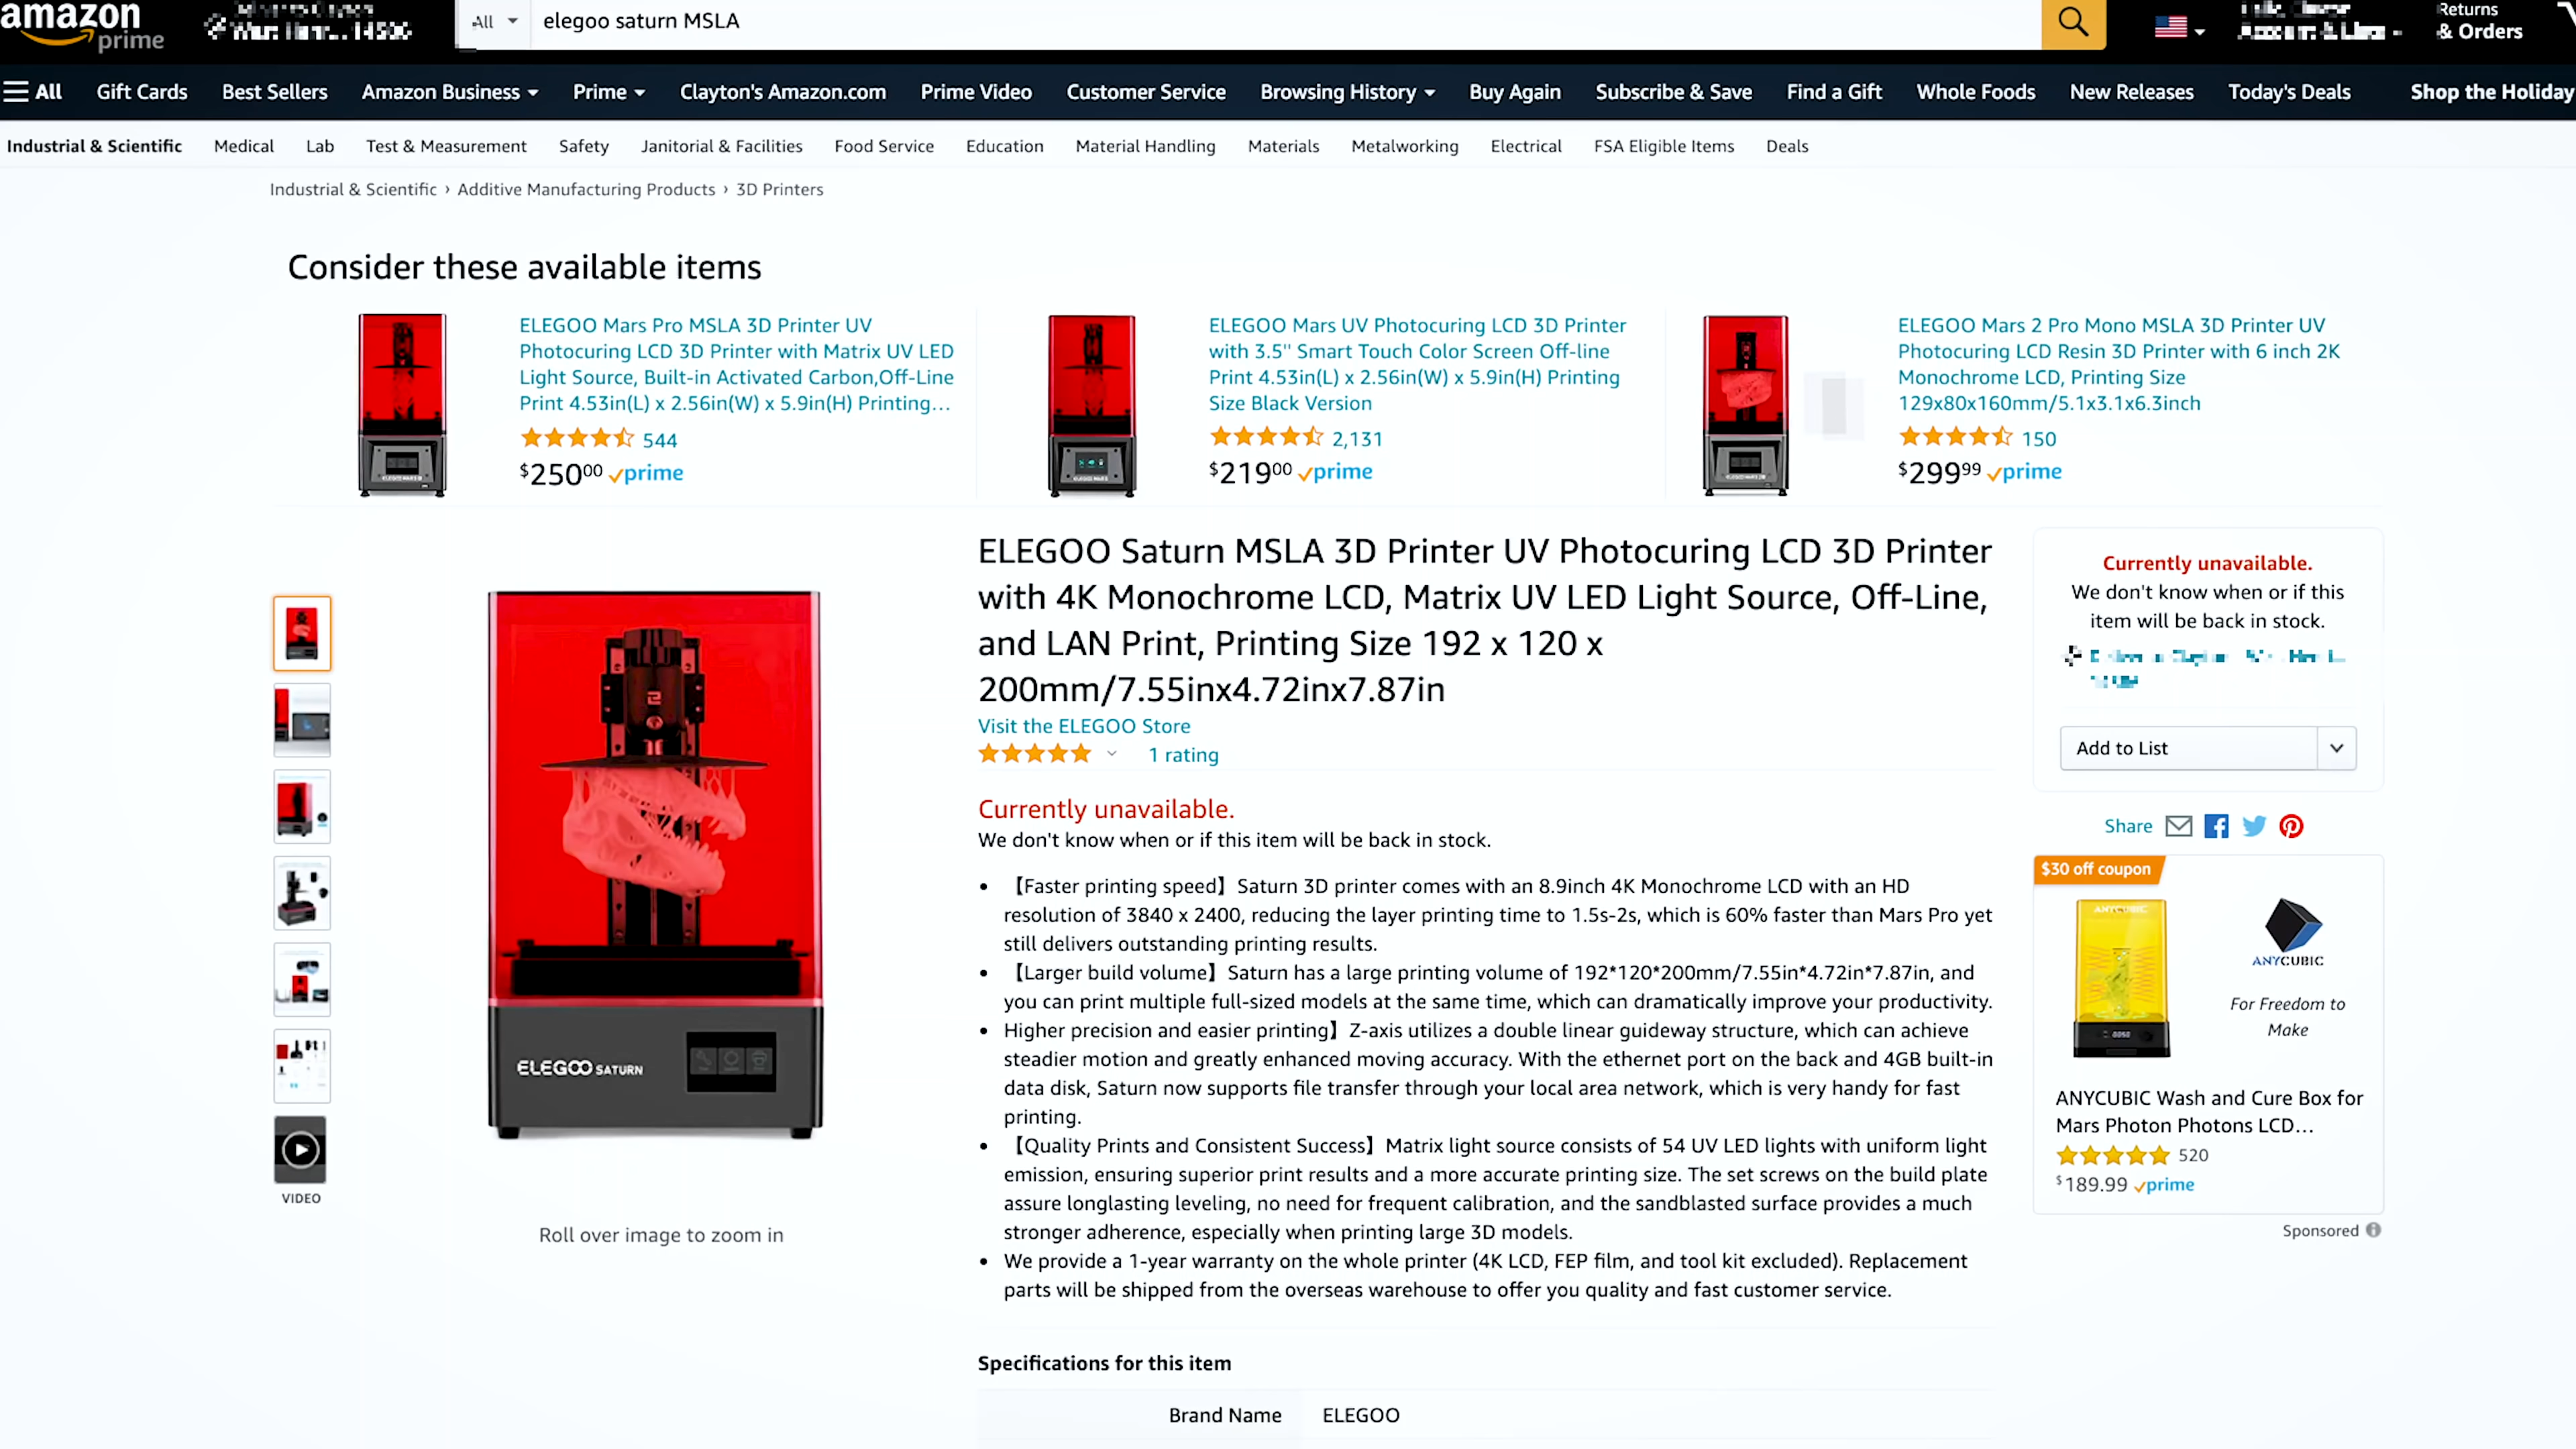 amazon
prime
All
elegoo saturn MSLA
Returns
& Orders
All
Gift Cards
Best Sellers
Amazon Business
Prime
Clayton's Amazon.com
Prime Video
Customer Service
Browsing History
Buy Again
Subscribe & Save
Find a Gift
Whole Foods
New Releases
Today's Deals
Shop the Holiday
Industrial & Scientific
Medical
Lab
Test & Measurement
Safety
Janitorial & Facilities
Food Service
Education
Material Handling
Materials
Metalworking
Electrical
FSA Eligible Items
Deals
Industrial & Scientific › Additive Manufacturing Products › 3D Printers
Consider these available items
ELEGOO Mars Pro MSLA 3D Printer UV
Photocuring LCD 3D Printer with Matrix UV LED
Light Source, Built-in Activated Carbon,Off-Line
Print 4.53in(L) x 2.56in(W) x 5.9in(H) Printing…
544
$25000 prime
ELEGOO Mars UV Photocuring LCD 3D Printer
with 3.5'' Smart Touch Color Screen Off-line
Print 4.53in(L) x 2.56in(W) x 5.9in(H) Printing
Size Black Version
2,131
$21900 prime
ELEGOO Mars 2 Pro Mono MSLA 3D Printer UV
Photocuring LCD Resin 3D Printer with 6 inch 2K
Monochrome LCD, Printing Size
129x80x160mm/5.1x3.1x6.3inch
150
$29999 prime
ELEGOO SATURN
VIDEO
Roll over image to zoom in
ELEGOO Saturn MSLA 3D Printer UV Photocuring LCD 3D Printer
with 4K Monochrome LCD, Matrix UV LED Light Source, Off-Line,
and LAN Print, Printing Size 192 x 120 x
200mm/7.55inx4.72inx7.87in
Visit the ELEGOO Store
1 rating
Currently unavailable.
We don't know when or if this item will be back in stock.
• 【Faster printing speed】Saturn 3D printer comes with an 8.9inch 4K Monochrome LCD with an HD
resolution of 3840 x 2400, reducing the layer printing time to 1.5s-2s, which is 60% faster than Mars Pro yet
still delivers outstanding printing results.
• 【Larger build volume】Saturn has a large printing volume of 192*120*200mm/7.55in*4.72in*7.87in, and
you can print multiple full-sized models at the same time, which can dramatically improve your productivity.
• Higher precision and easier printing】Z-axis utilizes a double linear guideway structure, which can achieve
steadier motion and greatly enhanced moving accuracy. With the ethernet port on the back and 4GB built-in
data disk, Saturn now supports file transfer through your local area network, which is very handy for fast
printing.
• 【Quality Prints and Consistent Success】Matrix light source consists of 54 UV LED lights with uniform light
emission, ensuring superior print results and a more accurate printing size. The set screws on the build plate
assure longlasting leveling, no need for frequent calibration, and the sandblasted surface provides a much
stronger adherence, especially when printing large 3D models.
• We provide a 1-year warranty on the whole printer (4K LCD, FEP film, and tool kit excluded). Replacement
parts will be shipped from the overseas warehouse to offer you quality and fast customer service.
Specifications for this item
Brand Name ELEGOO
Currently unavailable.
We don't know when or if this
item will be back in stock.
Add to List
Share
$30 off coupon
ANYCUBIC
ANYCUBIC
For Freedom to
Make
ANYCUBIC Wash and Cure Box for
Mars Photon Photons LCD…
520
$189.99 prime
Sponsored